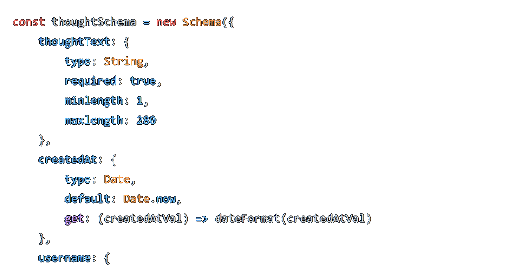 const thoughtSchema = new Schema({
thoughtText: {
type: String,
required: true,
minlength: 1,
maxlength: 280
},
createdAt: {
type: Date,
default: Date.now,
get: (createdAtVal) => dateFormat(createdAtVal)
},
username: {